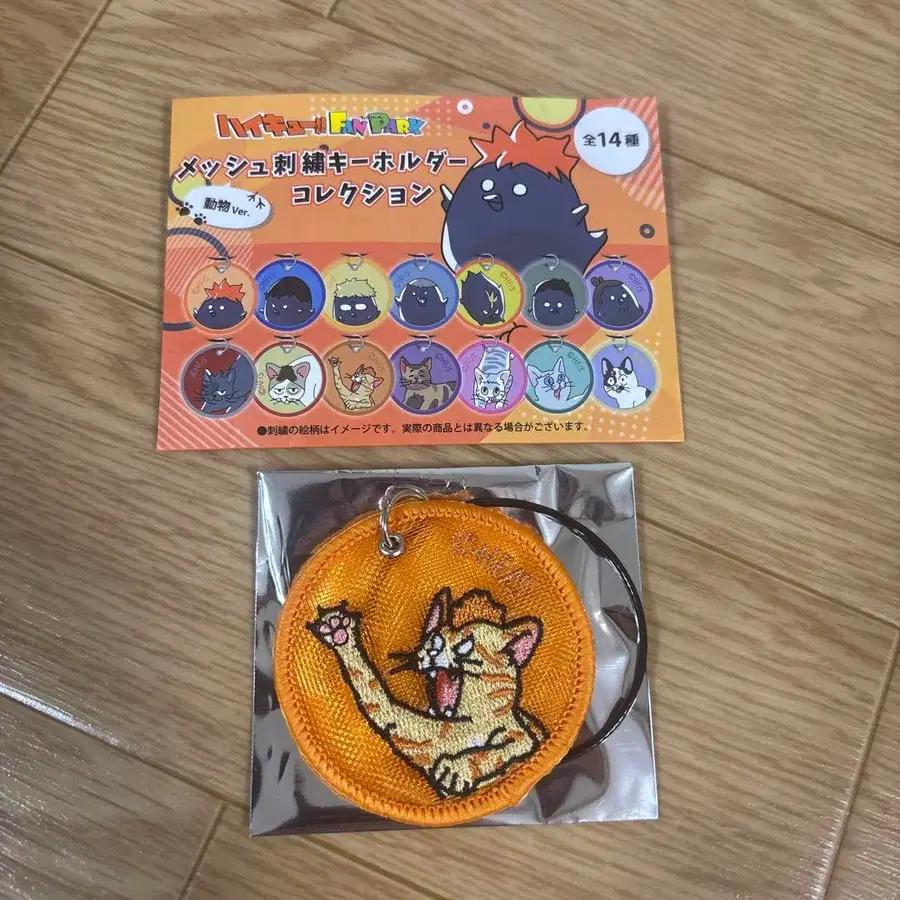 ハイキュー!! FAN PARK
全14種
メッシュ刺繍キーホルダー
コレクション
動物 Ver.
●刺繍の絵柄はイメージです。実際の商品とは異なる場合がございます。